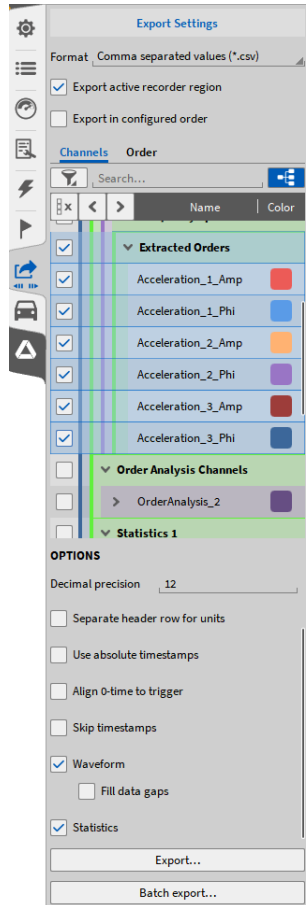 Export Settings
Format Comma separated values (*.csv)
Export active recorder region
Export in configured order
Channels Order
Search...
Name Color
Extracted Orders
Acceleration_1_Amp
Acceleration_1_Phi
Acceleration_2_Amp
Acceleration_2_Phi
Acceleration_3_Amp
Acceleration_3_Phi
Order Analysis Channels
OrderAnalysis_2
Statistics 1
OPTIONS
Decimal precision 12
Separate header row for units
Use absolute timestamps
Align 0-time to trigger
Skip timestamps
Waveform
Fill data gaps
Statistics
Export...
Batch export...